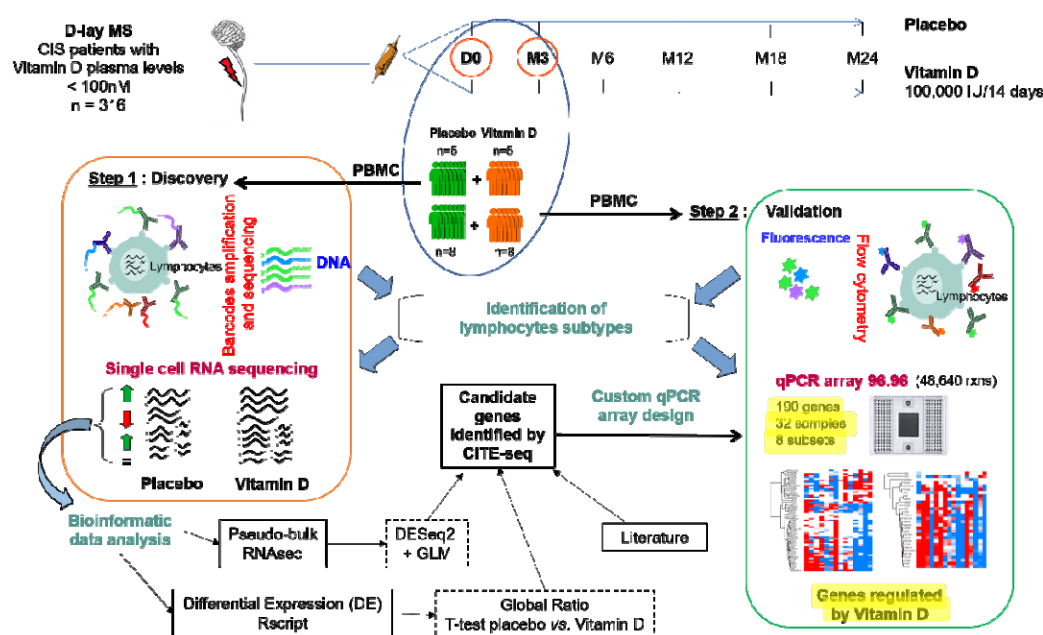 D-lay MS
CIS patients with
Vitamin D plasma levels
< 100nM
n = 3*6
Placebo
D0 M3 M6 M12 M18 M24
Vitamin D
100,000 IU/14 days
Placebo Vitamin D
n=6 n=6
n=8 n=8
PBMC
Step 1 : Discovery
Lymphocytes
Barcodes amplification
and sequencing
DNA
Single cell RNA sequencing
Placebo Vitamin D
PBMC
Step 2 : Validation
Fluorescence
Flow cytometry
Lymphocytes
Identification of
lymphocytes subtypes
qPCR array 96.96 (48,640 rxns)
190 genes
32 samples
8 subsets
Custom qPCR
array design
Candidate
genes
identified by
CITE-seq
Bioinformatic
data analysis
Pseudo-bulk
RNAsec
DESeq2
+ GLM
Literature
Differential Expression (DE)
Rscript
Global Ratio
T-test placebo vs. Vitamin D
Genes regulated
by Vitamin D